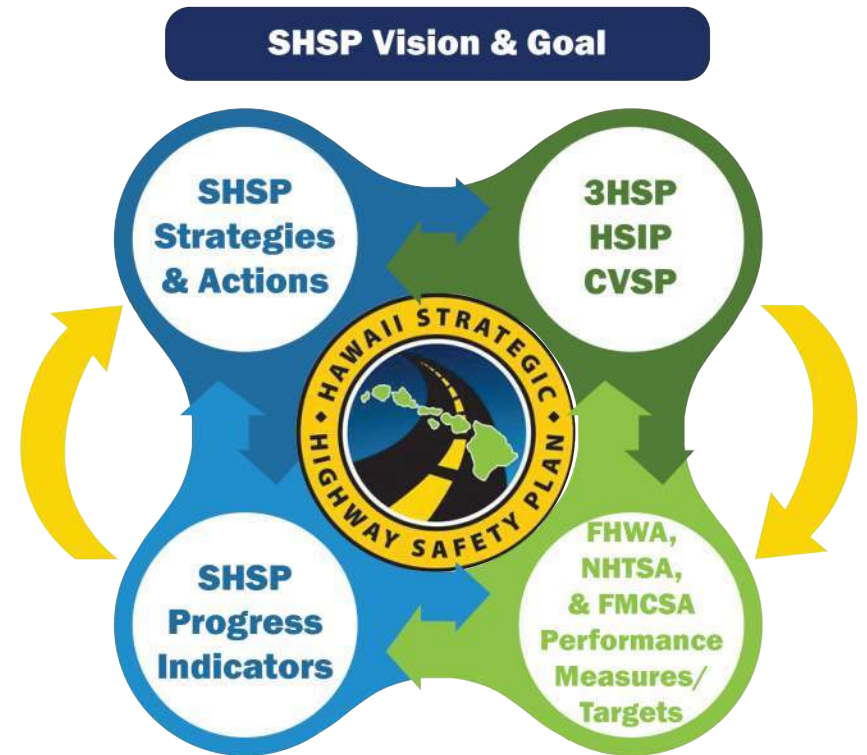 SHSP Vision & Goal
SHSP
Strategies
& Actions
3HSP
HSIP
CVSP
HAWAII STRATEGIC
HIGHWAY SAFETY PLAN
SHSP
Progress
Indicators
FHWA,
NHTSA,
& FMCSA
Performance
Measures/
Targets